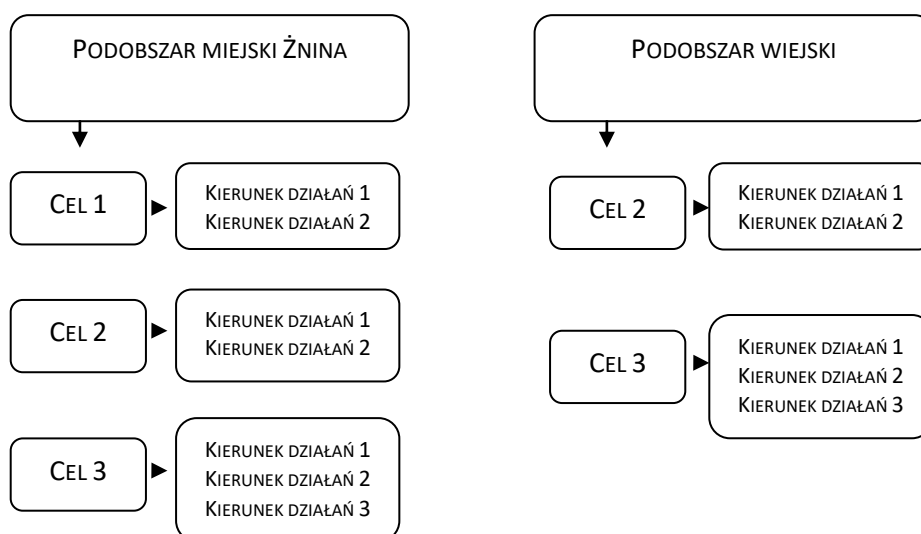 PODOBSZAR MIEJSKI ŻNINA
CEL 1
KIERUNEK DZIAŁAŃ 1
KIERUNEK DZIAŁAŃ 2
CEL 2
KIERUNEK DZIAŁAŃ 1
KIERUNEK DZIAŁAŃ 2
CEL 3
KIERUNEK DZIAŁAŃ 1
KIERUNEK DZIAŁAŃ 2
KIERUNEK DZIAŁAŃ 3
PODOBSZAR WIEJSKI
CEL 2
KIERUNEK DZIAŁAŃ 1
KIERUNEK DZIAŁAŃ 2
CEL 3
KIERUNEK DZIAŁAŃ 1
KIERUNEK DZIAŁAŃ 2
KIERUNEK DZIAŁAŃ 3